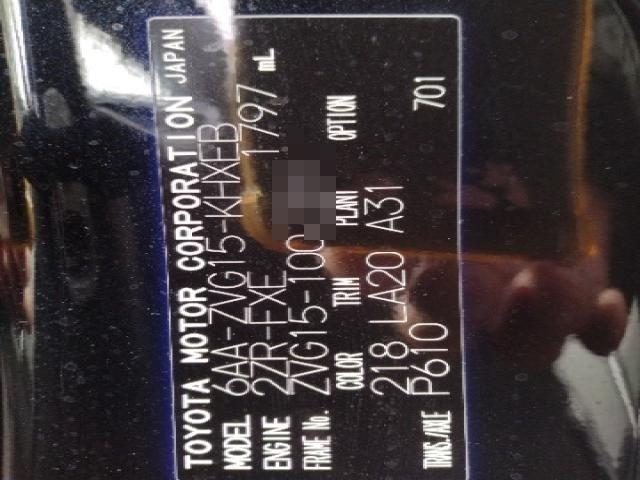 TOYOTA MOTOR CORPORATION JAPAN
MODEL 6AA-ZVG15-KHXEB
ENGINE 2ZR-FXE 1797 mL
FRAME No. ZVG15-100
COLOR TRIM PLANT OPTION
218 LA20 A31
TRANS./AXLE P610 701